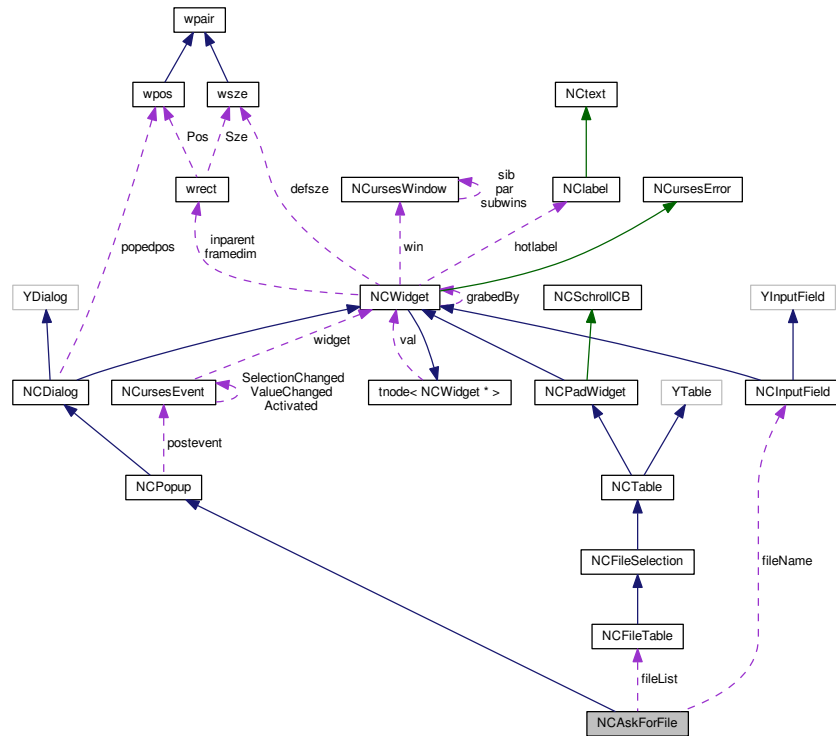 wpair
wpos
wsze
NCtext
Pos
Sze
wrect
NCursesWindow
sib
par
subwins
NClabel
NCursesError
defsze
popedpos
inparent
framedim
win
hotlabel
YDialog
NCWidget
grabedBy
NCSchrollCB
YInputField
widget
val
SelectionChanged
ValueChanged
Activated
NCDialog
NCursesEvent
tnode< NCWidget * >
NCPadWidget
YTable
NCInputField
postevent
NCPopup
NCTable
NCFileSelection
fileName
NCFileTable
fileList
NCAskForFile